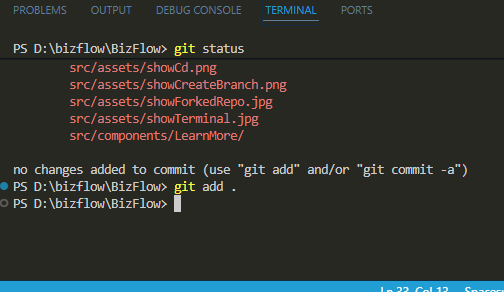 PROBLEMS OUTPUT DEBUG CONSOLE TERMINAL PORTS
PS D:\bizflow\BizFlow> git status
src/assets/showCd.png
src/assets/showCreateBranch.png
src/assets/showForkedRepo.jpg
src/assets/showTerminal.jpg
src/components/LearnMore/
no changes added to commit (use "git add" and/or "git commit -a")
PS D:\bizflow\BizFlow> git add .
PS D:\bizflow\BizFlow>